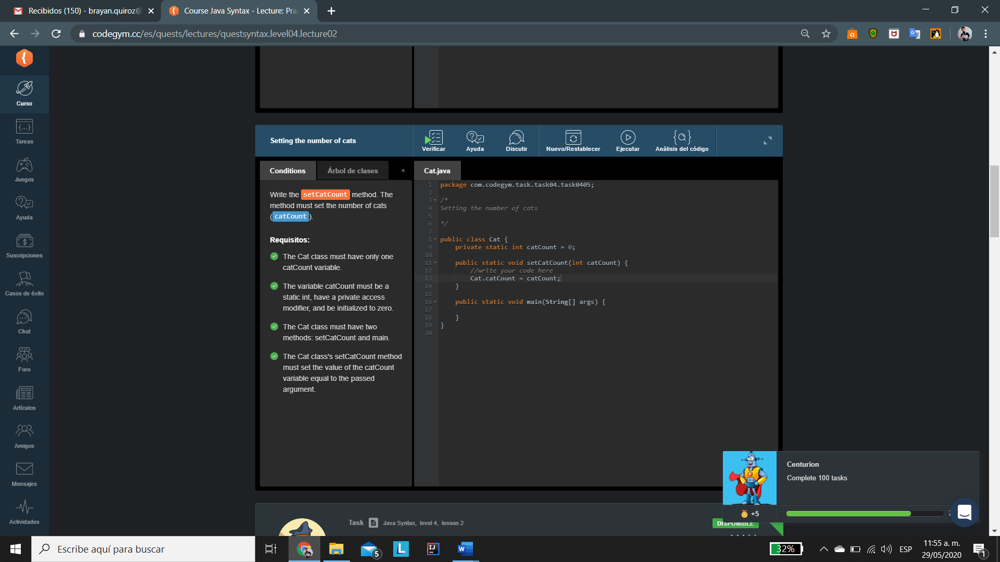 Recibidos (150) - brayan.quiroz@
Course Java Syntax - Lecture: Pra
codegym.cc/es/quests/lectures/questsyntax.level04.lecture02
Curso
Tareas
Juegos
Ayuda
Suscripciones
Casos de éxito
Chat
Foro
Artículos
Amigos
Mensajes
Actividades
Setting the number of cats
Verificar
Ayuda
Discutir
Nuevo/Restablecer
Ejecutar
Análisis del código
Conditions
Árbol de clases
Write the setCatCount method. The
method must set the number of cats
(catCount).
Requisitos:
The Cat class must have only one
catCount variable.
The variable catCount must be a
static int, have a private access
modifier, and be initialized to zero.
The Cat class must have two
methods: setCatCount and main.
The Cat class's setCatCount method
must set the value of the catCount
variable equal to the passed
argument.
Cat.java
1 package com.codegym.task.task04.task0405;
2
3 /*
4 Setting the number of cats
5
6 */
7
8 public class Cat {
9 private static int catCount = 0;
10
11 public static void setCatCount(int catCount) {
12 //write your code here
13 Cat.catCount = catCount;
14 }
15
16 public static void main(String[] args) {
17
18 }
19 }
20
Centurion
Complete 100 tasks
+5
Task
Java Syntax, level 4, lesson 2
DISPONIBLE
Escribe aquí para buscar
5
L
IJ
W
32%
ESP
11:55 a. m.
29/05/2020
1